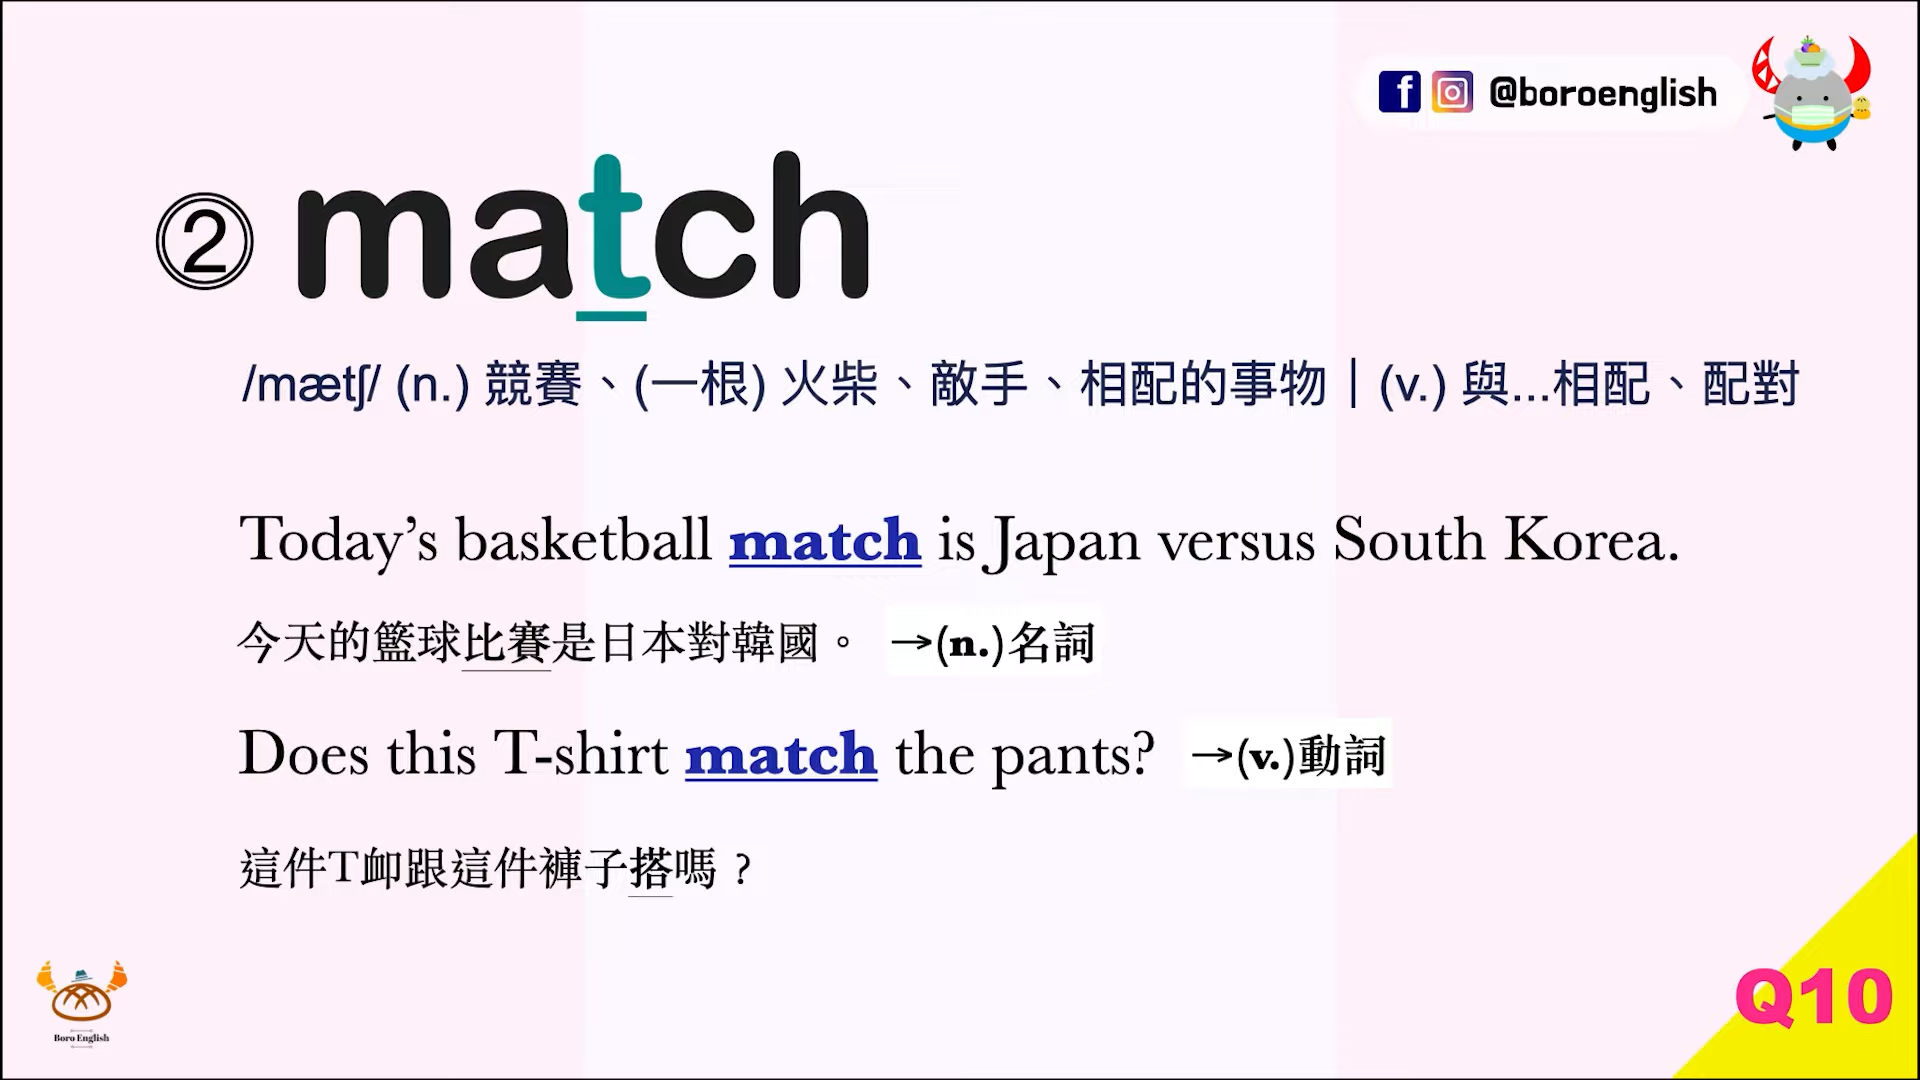 @boroenglish
② match
/mætʃ/ (n.) 競賽、(一根) 火柴、敵手、相配的事物｜(v.) 與...相配、配對
Today’s basketball match is Japan versus South Korea.
今天的籃球比賽是日本對韓國。 →(n.)名詞
Does this T-shirt match the pants? →(v.)動詞
這件T卹跟這件褲子搭嗎？
Boro English
Q10